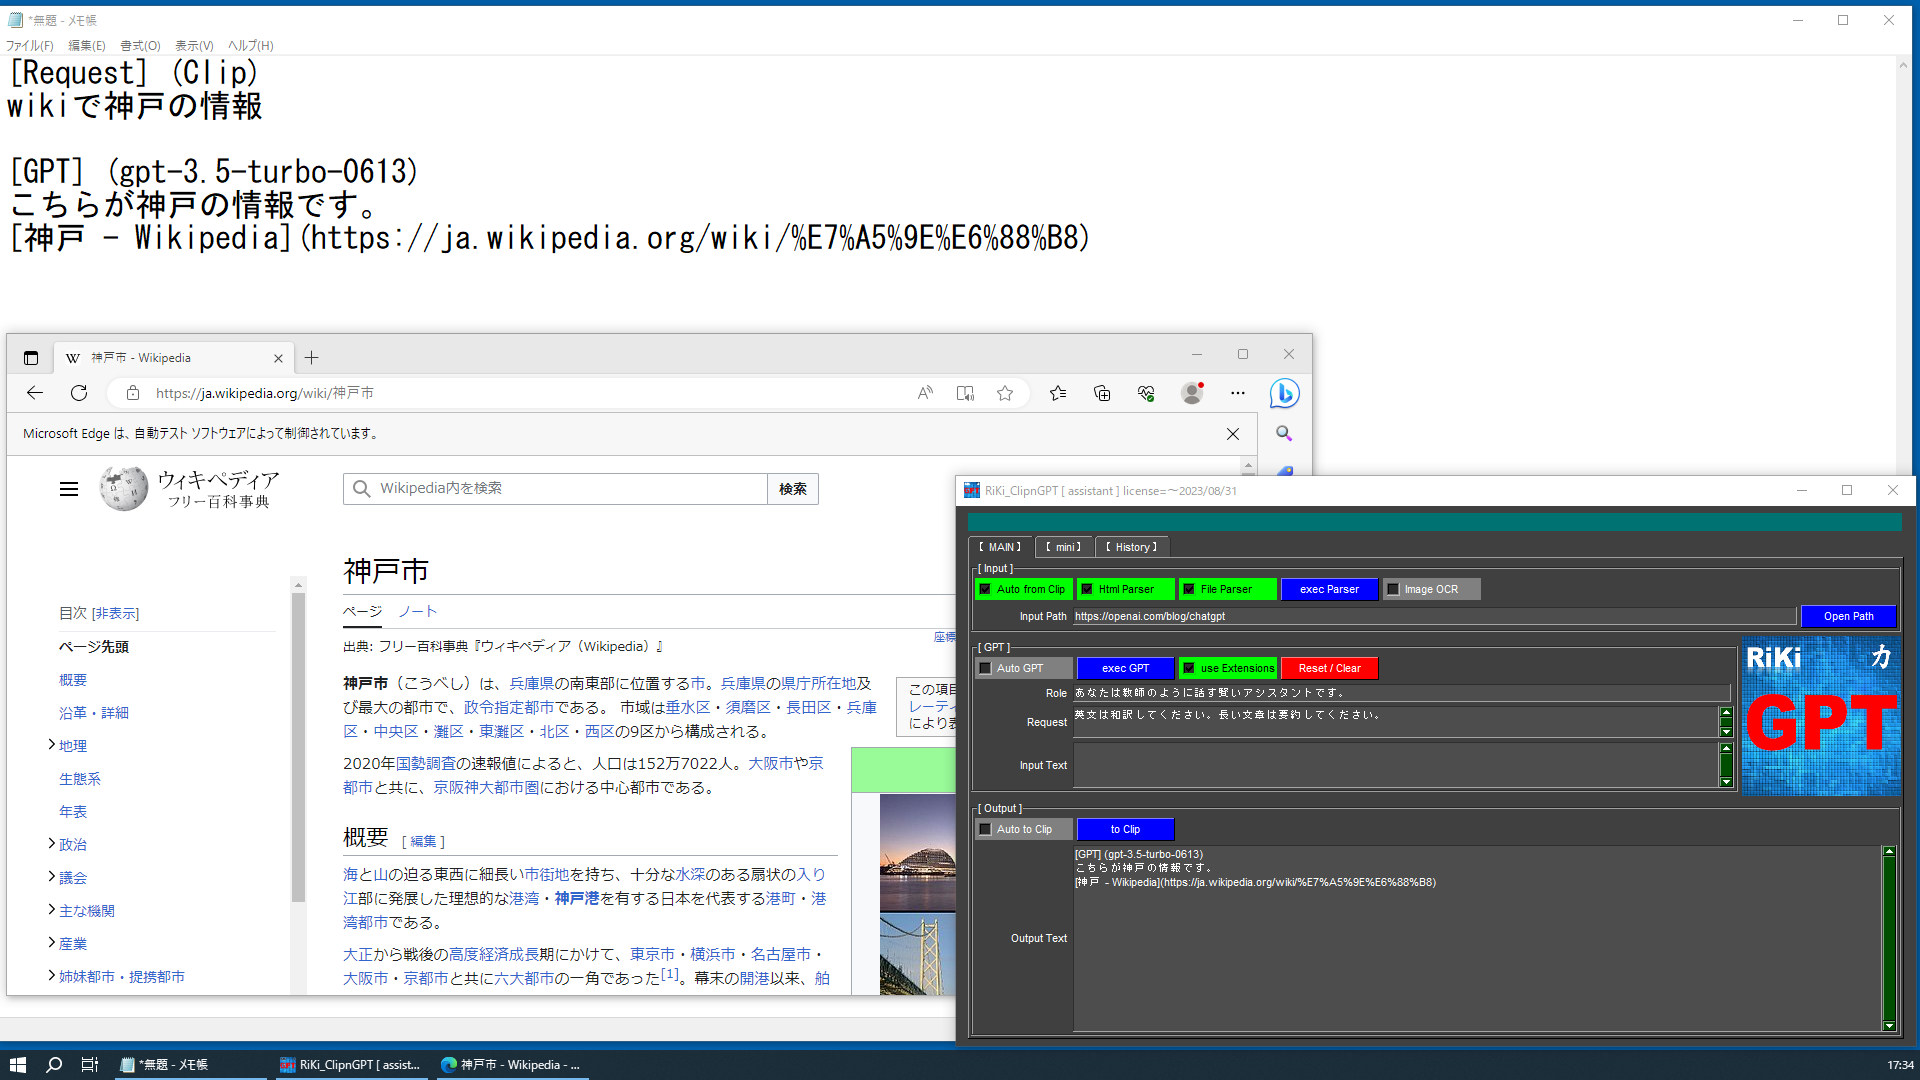 *無題 - メモ帳
ファイル(F) 編集(E) 書式(O) 表示(V) ヘルプ(H)
[Request] (Clip)
wikiで神戸の情報
[GPT] (gpt-3.5-turbo-0613)
こちらが神戸の情報です。
[神戸 - Wikipedia](https://ja.wikipedia.org/wiki/%E7%A5%9E%E6%88%B8)
W 神戸市 - Wikipedia
https://ja.wikipedia.org/wiki/神戸市
Microsoft Edge は、自動テスト ソフトウェアによって制御されています。
ウィキペディア
フリー百科事典
Wikipedia内を検索 検索
神戸市
ページ ノート
出典: フリー百科事典『ウィキペディア（Wikipedia）』
座標
神戸市（こうべし）は、兵庫県の南東部に位置する市。兵庫県の県庁所在地及
び最大の都市で、政令指定都市である。 市域は垂水区・須磨区・長田区・兵庫
区・中央区・灘区・東灘区・北区・西区の9区から構成される。
2020年国勢調査の速報値によると、人口は152万7022人。大阪市や京
都市と共に、京阪神大都市圏における中心都市である。
この項目
レーティ
により表
概要 [ 編集 ]
海と山の迫る東西に細長い市街地を持ち、十分な水深のある扇状の入り
江部に発展した理想的な港湾・神戸港を有する日本を代表する港町・港
湾都市である。
大正から戦後の高度経済成長期にかけて、東京市・横浜市・名古屋市・
大阪市・京都市と共に六大都市の一角であった[1]。幕末の開港以来、舶
目次 [非表示]
ページ先頭
概要
沿革・詳細
地理
生態系
年表
政治
議会
主な機関
産業
姉妹都市・提携都市
RiKi_ClipnGPT [ assistant ] license=～2023/08/31
【 MAIN 】 【 mini 】 【 History 】
[ Input ]
Auto from Clip Html Parser File Parser exec Parser Image OCR
Input Path https://openai.com/blog/chatgpt Open Path
[ GPT ]
Auto GPT exec GPT use Extensions Reset / Clear
Role あなたは教師のように話す賢いアシスタントです。
Request 英文は和訳してください。長い文章は要約してください。
Input Text
RiKi 力
GPT
[ Output ]
Auto to Clip to Clip
[GPT] (gpt-3.5-turbo-0613)
こちらが神戸の情報です。
[神戸 - Wikipedia](https://ja.wikipedia.org/wiki/%E7%A5%9E%E6%88%B8)
Output Text
*無題 - メモ帳 RiKi_ClipnGPT [ assist... 神戸市 - Wikipedia - ... 17:34